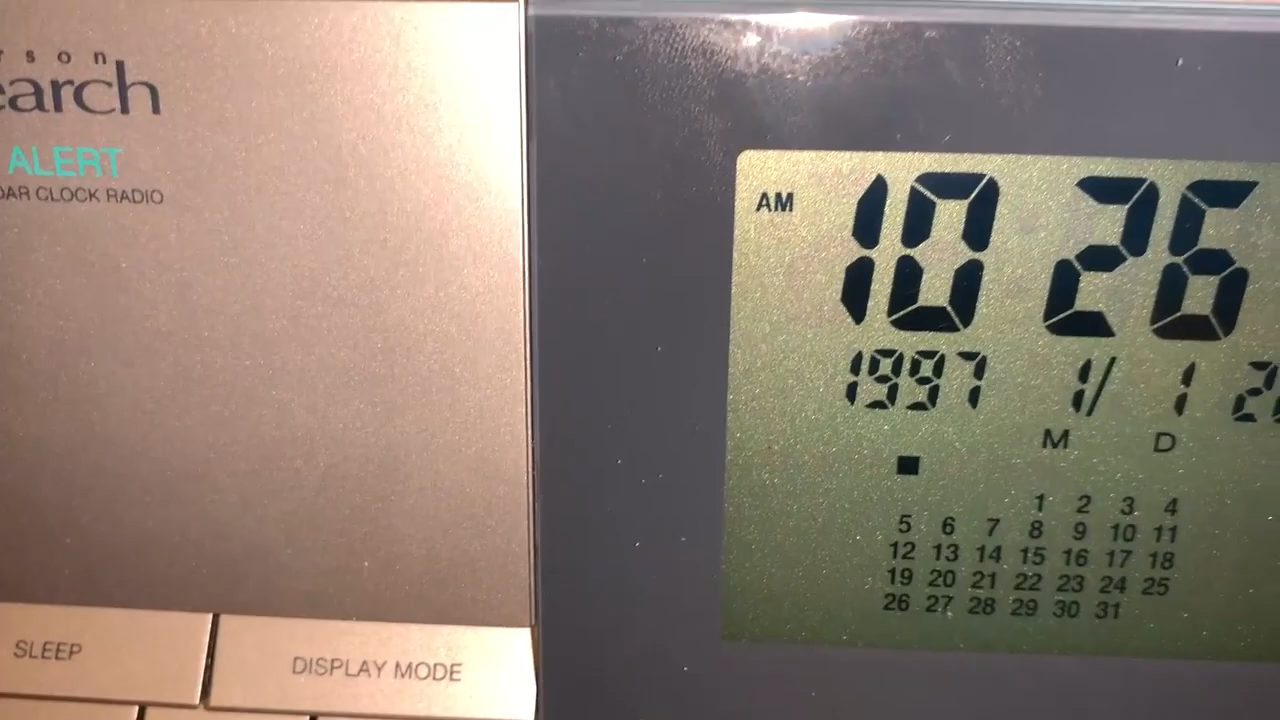 rson
earch
ALERT
DAR CLOCK RADIO
SLEEP
DISPLAY MODE
AM 10 26
1997 1/ 1
M D
1 2 3 4
5 6 7 8 9 10 11
12 13 14 15 16 17 18
19 20 21 22 23 24 25
26 27 28 29 30 31